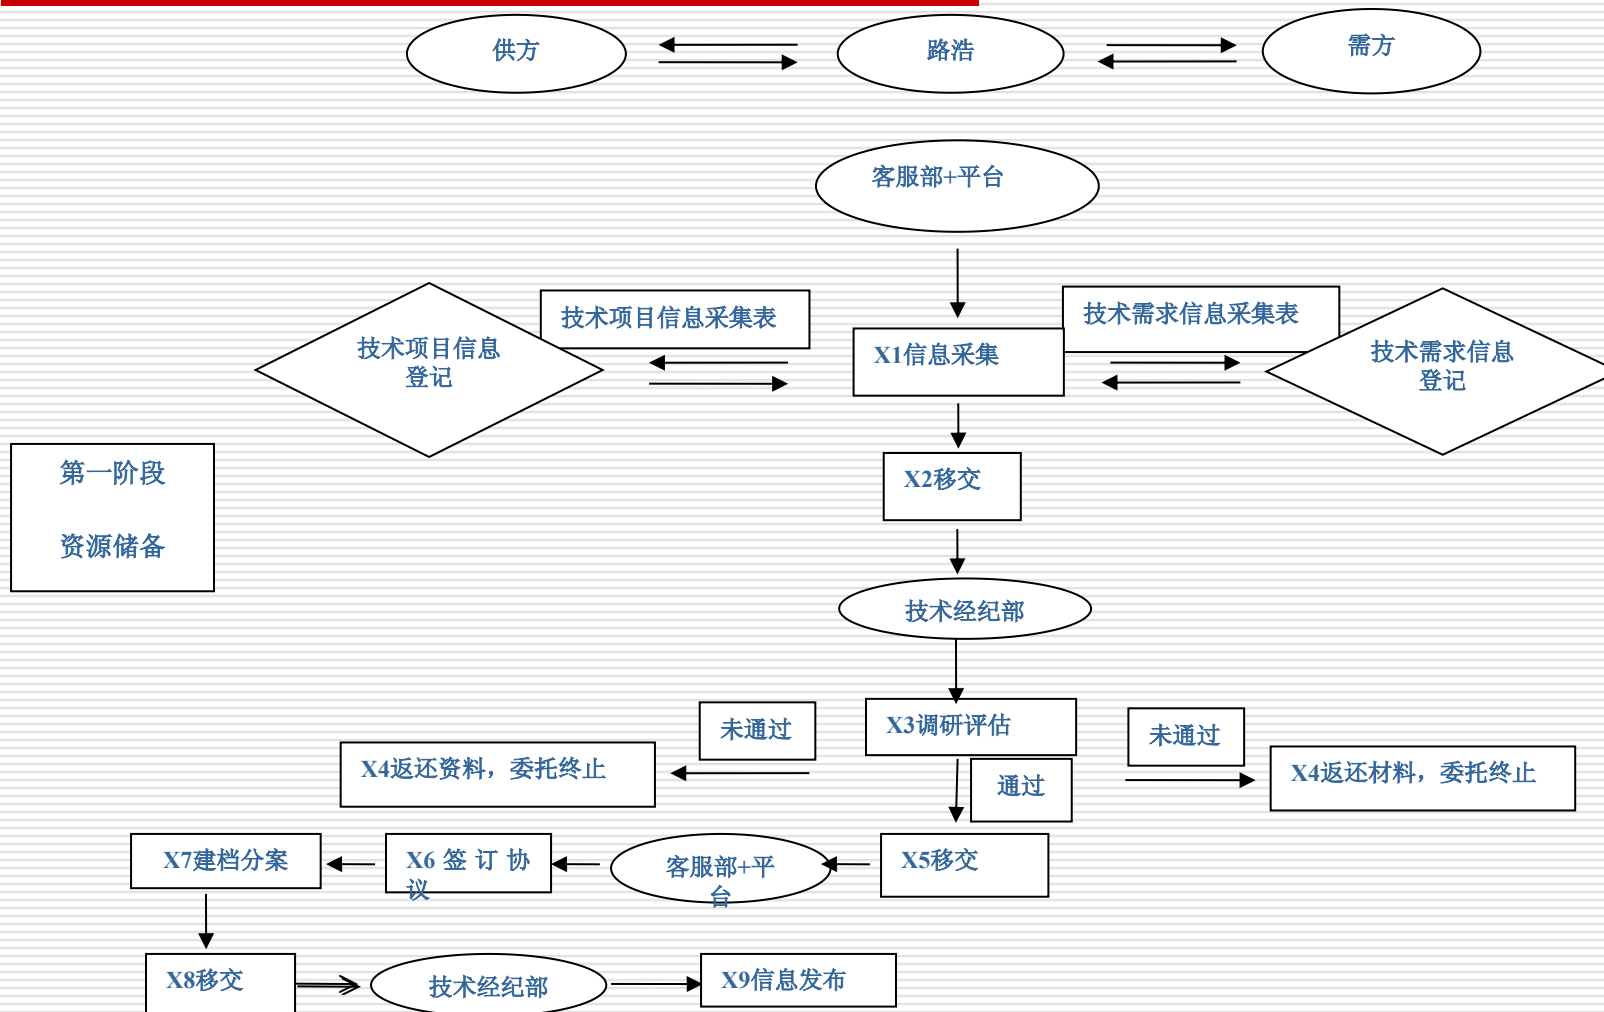 供方
路浩
需方
客服部+平台
技术项目信息采集表
技术需求信息采集表
技术项目信息
登记
X1信息采集
技术需求信息
登记
第一阶段
资源储备
X2移交
技术经纪部
未通过
X3调研评估
未通过
X4返还资料，委托终止
通过
X4返还材料，委托终止
X7建档分案
X6 签 订 协
议
客服部+平
台
X5移交
X8移交
技术经纪部
X9信息发布